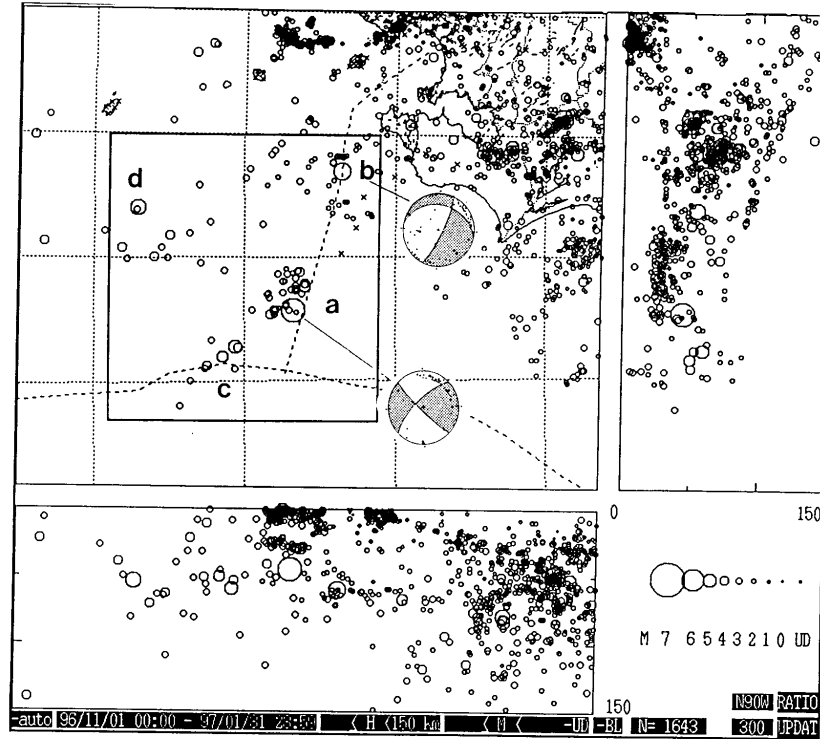 d
b
a
c
0 150
M 7 6 5 4 3 2 1 0 UD
150
N90W RATIO
-auto 96/11/01 00:00 - 97/01/31 23:59 < H <150 km < M < -UD -BL N= 1643 300 UPDAT